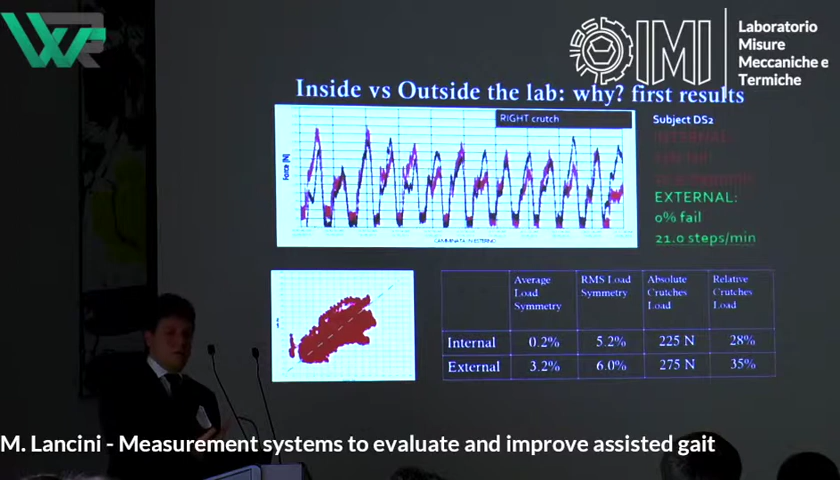 WR
IMI
Laboratorio
Misure
Meccaniche e
Termiche
Inside vs Outside the lab: why? first results
RIGHT crutch
Force [N]
Subject DS2
INTERNAL:
EXTERNAL:
0% fail
21.0 steps/min
Average Load Symmetry
RMS Load Symmetry
Absolute Crutches Load
Relative Crutches Load
Internal 0.2% 5.2% 225 N 28%
External 3.2% 6.0% 275 N 35%
M. Lancini - Measurement systems to evaluate and improve assisted gait